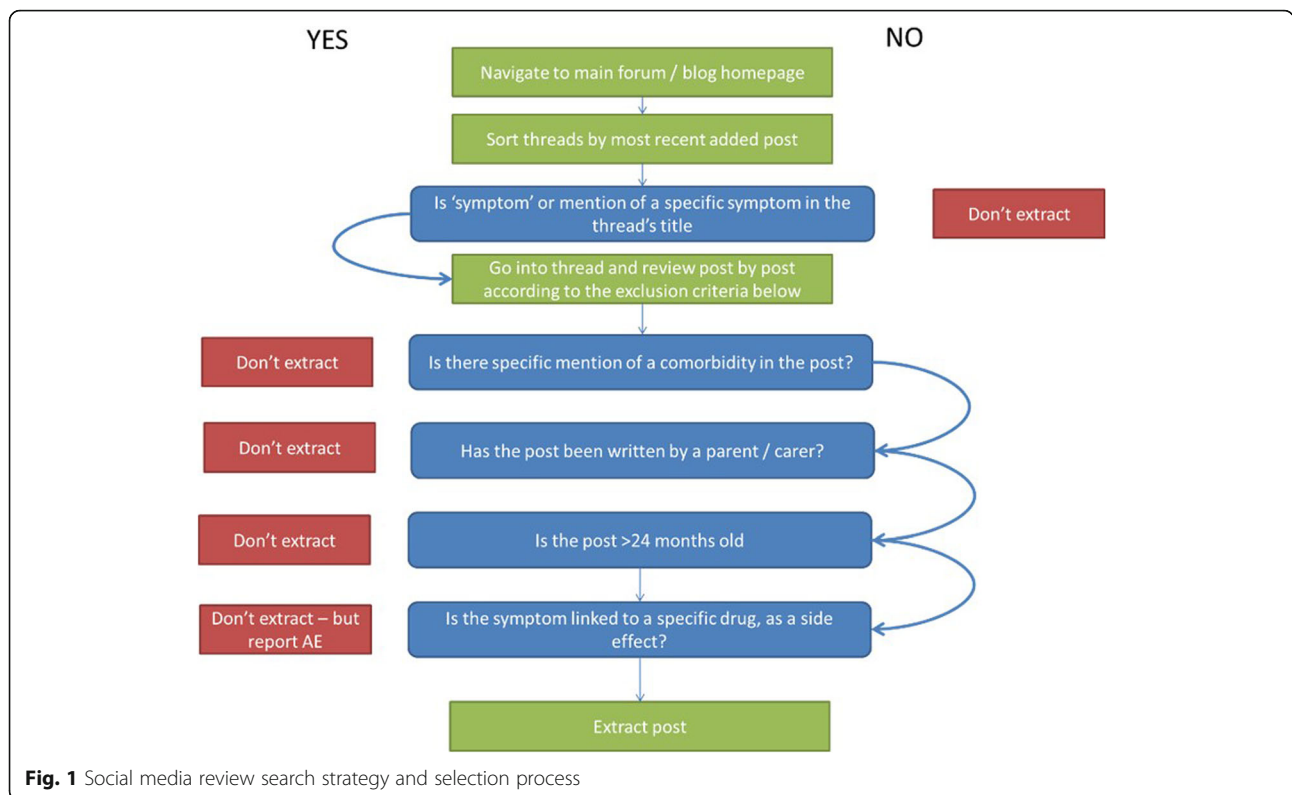 YES
NO
Navigate to main forum / blog homepage
Sort threads by most recent added post
Is ‘symptom’ or mention of a specific symptom in the
thread’s title
Don’t extract
Go into thread and review post by post
according to the exclusion criteria below
Don’t extract
Is there specific mention of a comorbidity in the post?
Don’t extract
Has the post been written by a parent / carer?
Don’t extract
Is the post >24 months old
Don’t extract – but
report AE
Is the symptom linked to a specific drug, as a side
effect?
Extract post
Fig. 1 Social media review search strategy and selection process